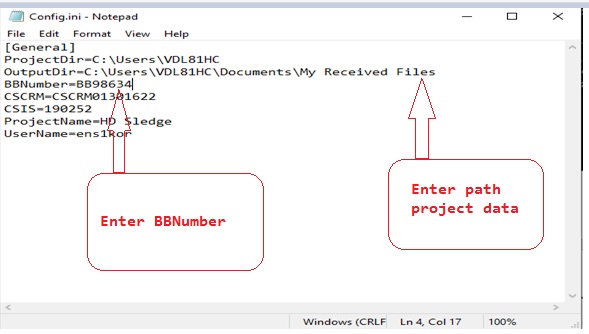 Config.ini - Notepad
File Edit Format View Help
[General]
ProjectDir=C:\Users\VDL81HC
OutputDir=C:\Users\VDL81HC\Documents\My Received Files
BBNumber=BB98634
CSCRM=CSCRM01301622
CSIS=190252
ProjectName=HD Sledge
UserName=ens1kor
Enter BBNumber
Enter path
project data
Windows (CRLF
Ln 4, Col 17
100%